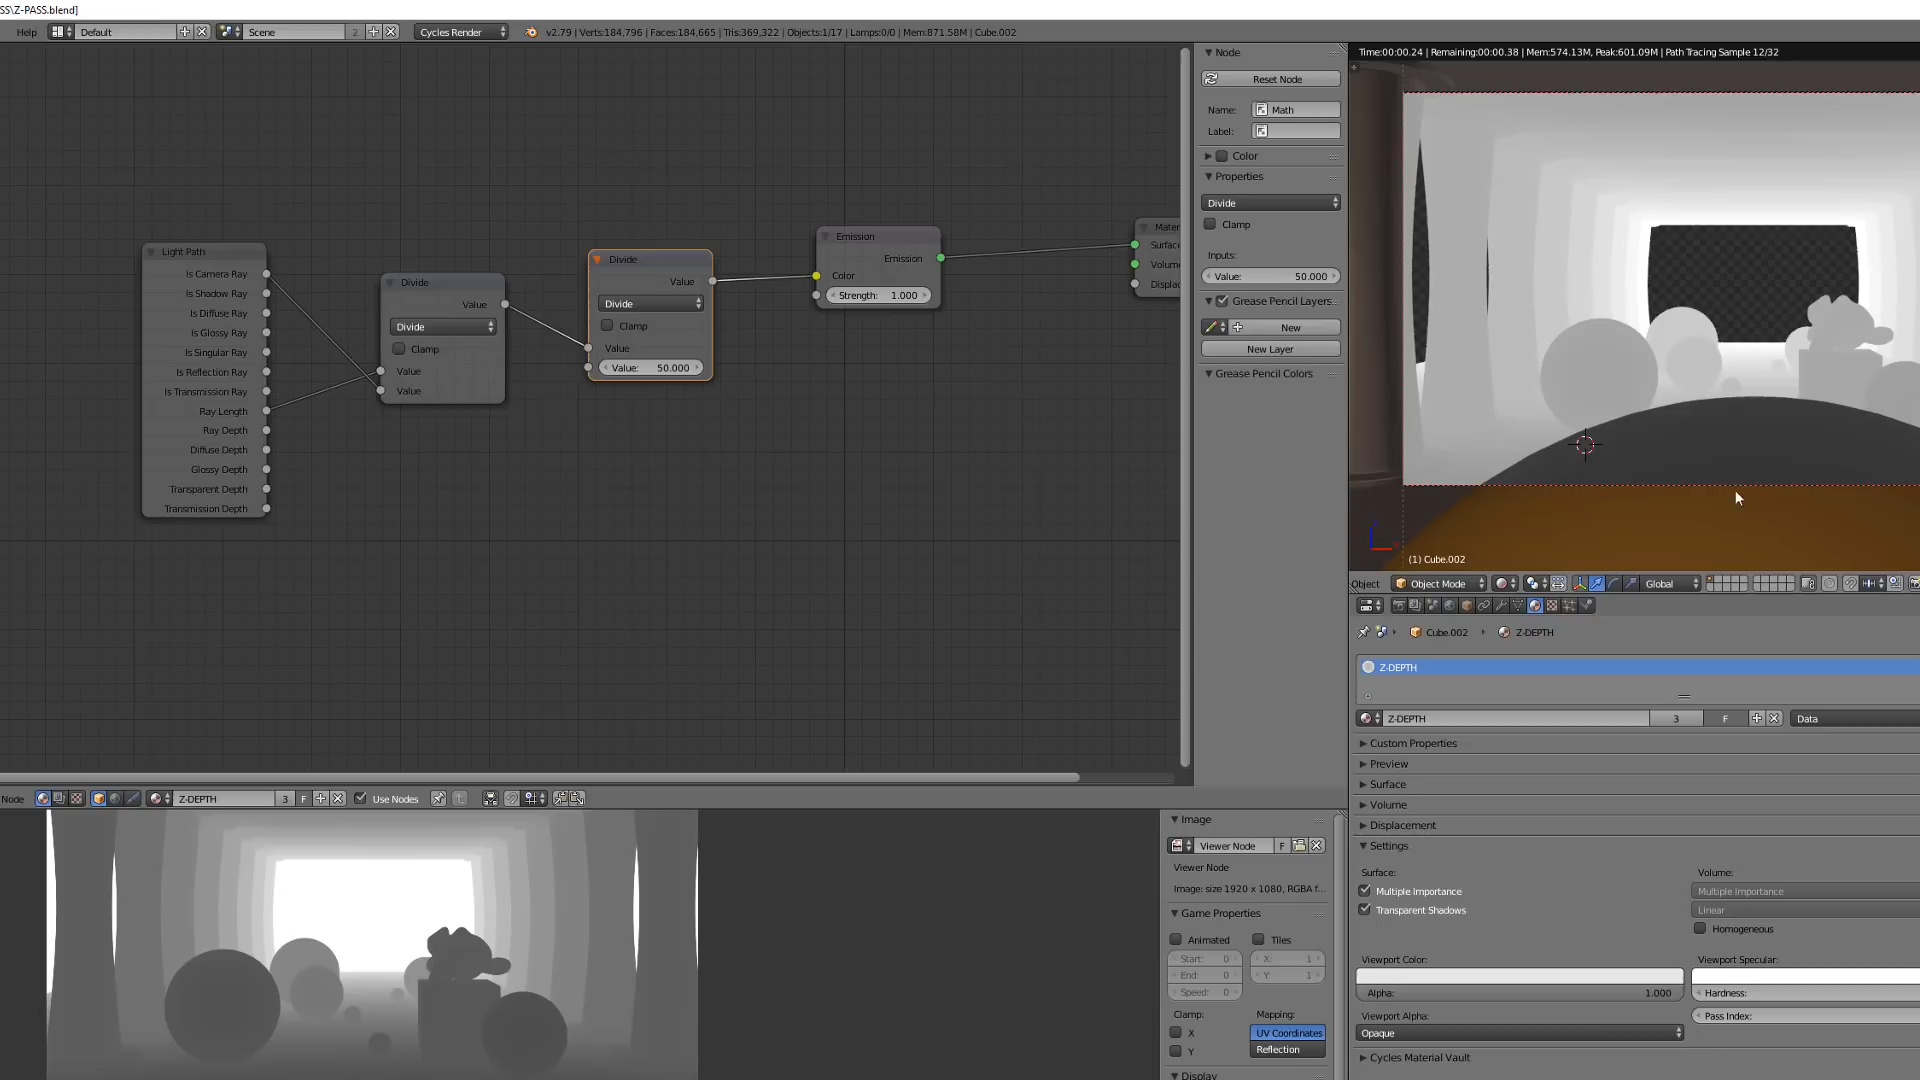 SS\Z-PASS.blend]
Help
Default
Scene
2
Cycles Render
v2.79 | Verts:184,796 | Faces:184,665 | Tris:369,322 | Objects:1/17 | Lamps:0/0 | Mem:871.58M | Cube.002
Time:00:00.24 | Remaining:00:00.38 | Mem:574.13M, Peak:601.09M | Path Tracing Sample 12/32
Light Path
Is Camera Ray
Is Shadow Ray
Is Diffuse Ray
Is Glossy Ray
Is Singular Ray
Is Reflection Ray
Is Transmission Ray
Ray Length
Ray Depth
Diffuse Depth
Glossy Depth
Transparent Depth
Transmission Depth
Divide
Value
Divide
Clamp
Value
Value
Divide
Value
Divide
Clamp
Value
Value: 50.000
Emission
Emission
Color
Strength: 1.000
Mater
Surfac
Volum
Displac
Node
Reset Node
Name: Math
Label:
Color
Properties
Divide
Clamp
Inputs:
Value: 50.000
Grease Pencil Layers
New
New Layer
Grease Pencil Colors
(1) Cube.002
Object
Object Mode
Global
Cube.002
Z-DEPTH
Z-DEPTH
Z-DEPTH
3
F
Data
Custom Properties
Preview
Surface
Volume
Displacement
Settings
Surface:
Volume:
Multiple Importance
Multiple Importance
Transparent Shadows
Linear
Homogeneous
Viewport Color:
Viewport Specular:
Alpha: 1.000
Hardness:
Viewport Alpha:
Pass Index:
Opaque
Cycles Material Vault
Node
Z-DEPTH
3
F
Use Nodes
Image
Viewer Node
F
Viewer Node
Image: size 1920 x 1080, RGBA f...
Game Properties
Animated
Tiles
Start: 0
X: 1
End: 0
Y: 1
Speed: 0
Clamp:
Mapping:
X
UV Coordinates
Y
Reflection
Display